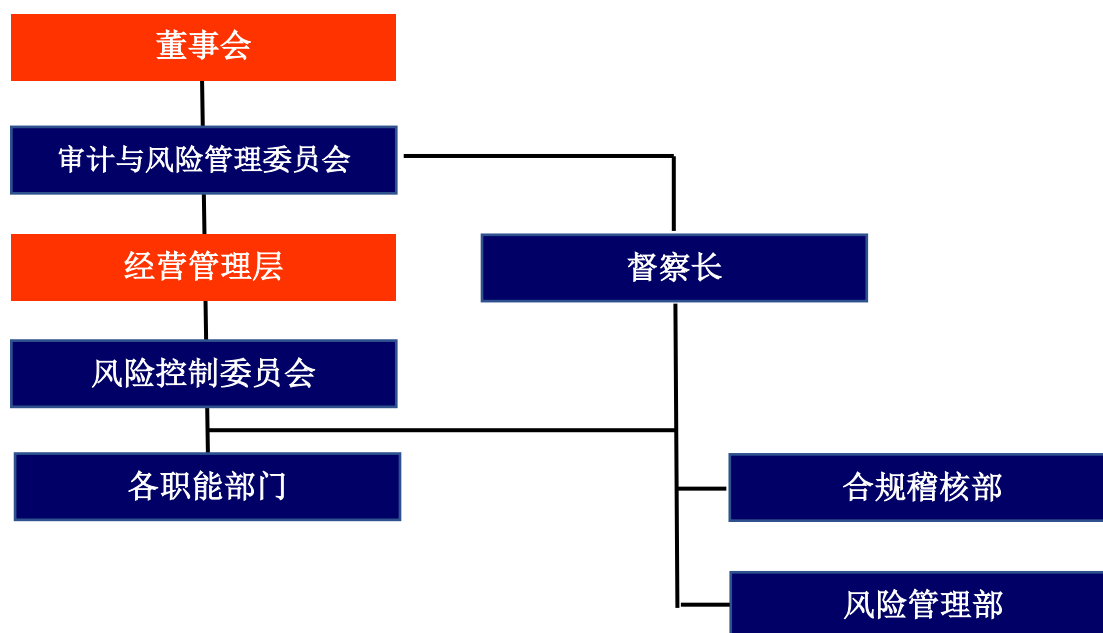 董事会
审计与风险管理委员会
经营管理层
督察长
风险控制委员会
各职能部门
合规稽核部
风险管理部